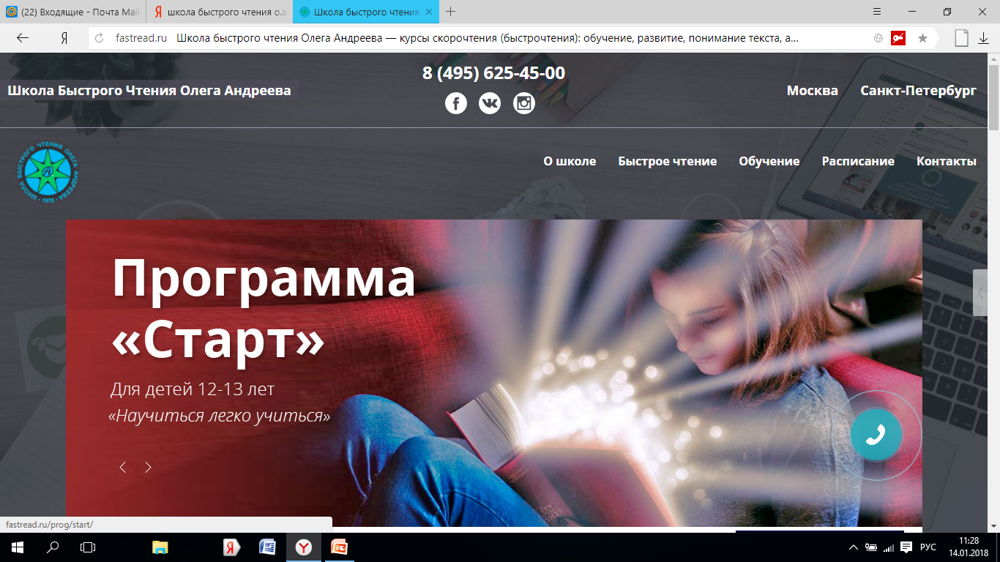 (22) Входящие - Почта Mail
школа быстрого чтения о.а
Школа быстрого чтения
fastread.ru Школа быстрого чтения Олега Андреева — курсы скорочтения (быстрочтения): обучение, развитие, понимание текста, а...
8 (495) 625-45-00
Школа Быстрого Чтения Олега Андреева
Москва Санкт-Петербург
ШКОЛА БЫСТРОГО ЧТЕНИЯ ОЛЕГА АНДРЕЕВА · 1970 ·
О школе Быстрое чтение Обучение Расписание Контакты
Программа
«Старт»
Для детей 12-13 лет
«Научиться легко учиться»
fastread.ru/prog/start/
РУС
11:28
14.01.2018